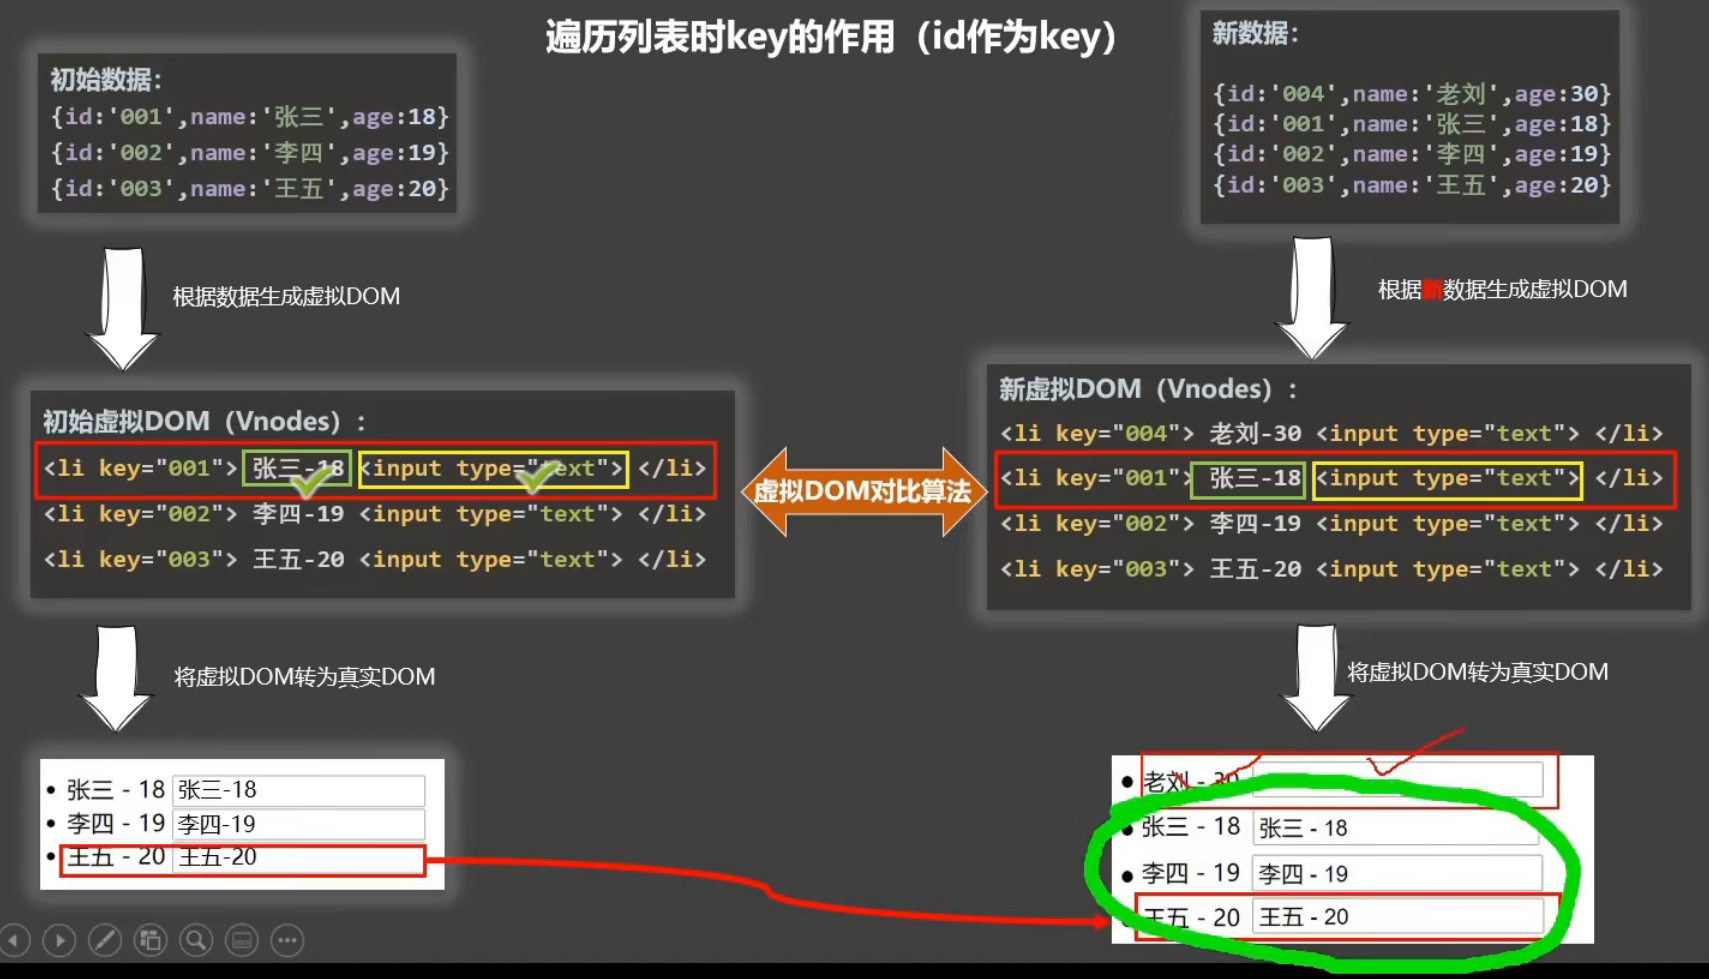 遍历列表时key的作用（id作为key）
初始数据：
{id:'001',name:'张三',age:18}
{id:'002',name:'李四',age:19}
{id:'003',name:'王五',age:20}
根据数据生成虚拟DOM
初始虚拟DOM（Vnodes）：
<li key="001"> 张三-18 <input type="text"> </li>
<li key="002"> 李四-19 <input type="text"> </li>
<li key="003"> 王五-20 <input type="text"> </li>
将虚拟DOM转为真实DOM
张三 - 18 张三-18
李四 - 19 李四-19
王五 - 20 王五-20
虚拟DOM对比算法
新数据：
{id:'004',name:'老刘',age:30}
{id:'001',name:'张三',age:18}
{id:'002',name:'李四',age:19}
{id:'003',name:'王五',age:20}
根据新数据生成虚拟DOM
新虚拟DOM（Vnodes）：
<li key="004"> 老刘-30 <input type="text"> </li>
<li key="001"> 张三-18 <input type="text"> </li>
<li key="002"> 李四-19 <input type="text"> </li>
<li key="003"> 王五-20 <input type="text"> </li>
将虚拟DOM转为真实DOM
老刘 - 30
张三 - 18 张三 - 18
李四 - 19 李四 - 19
王五 - 20 王五 - 20